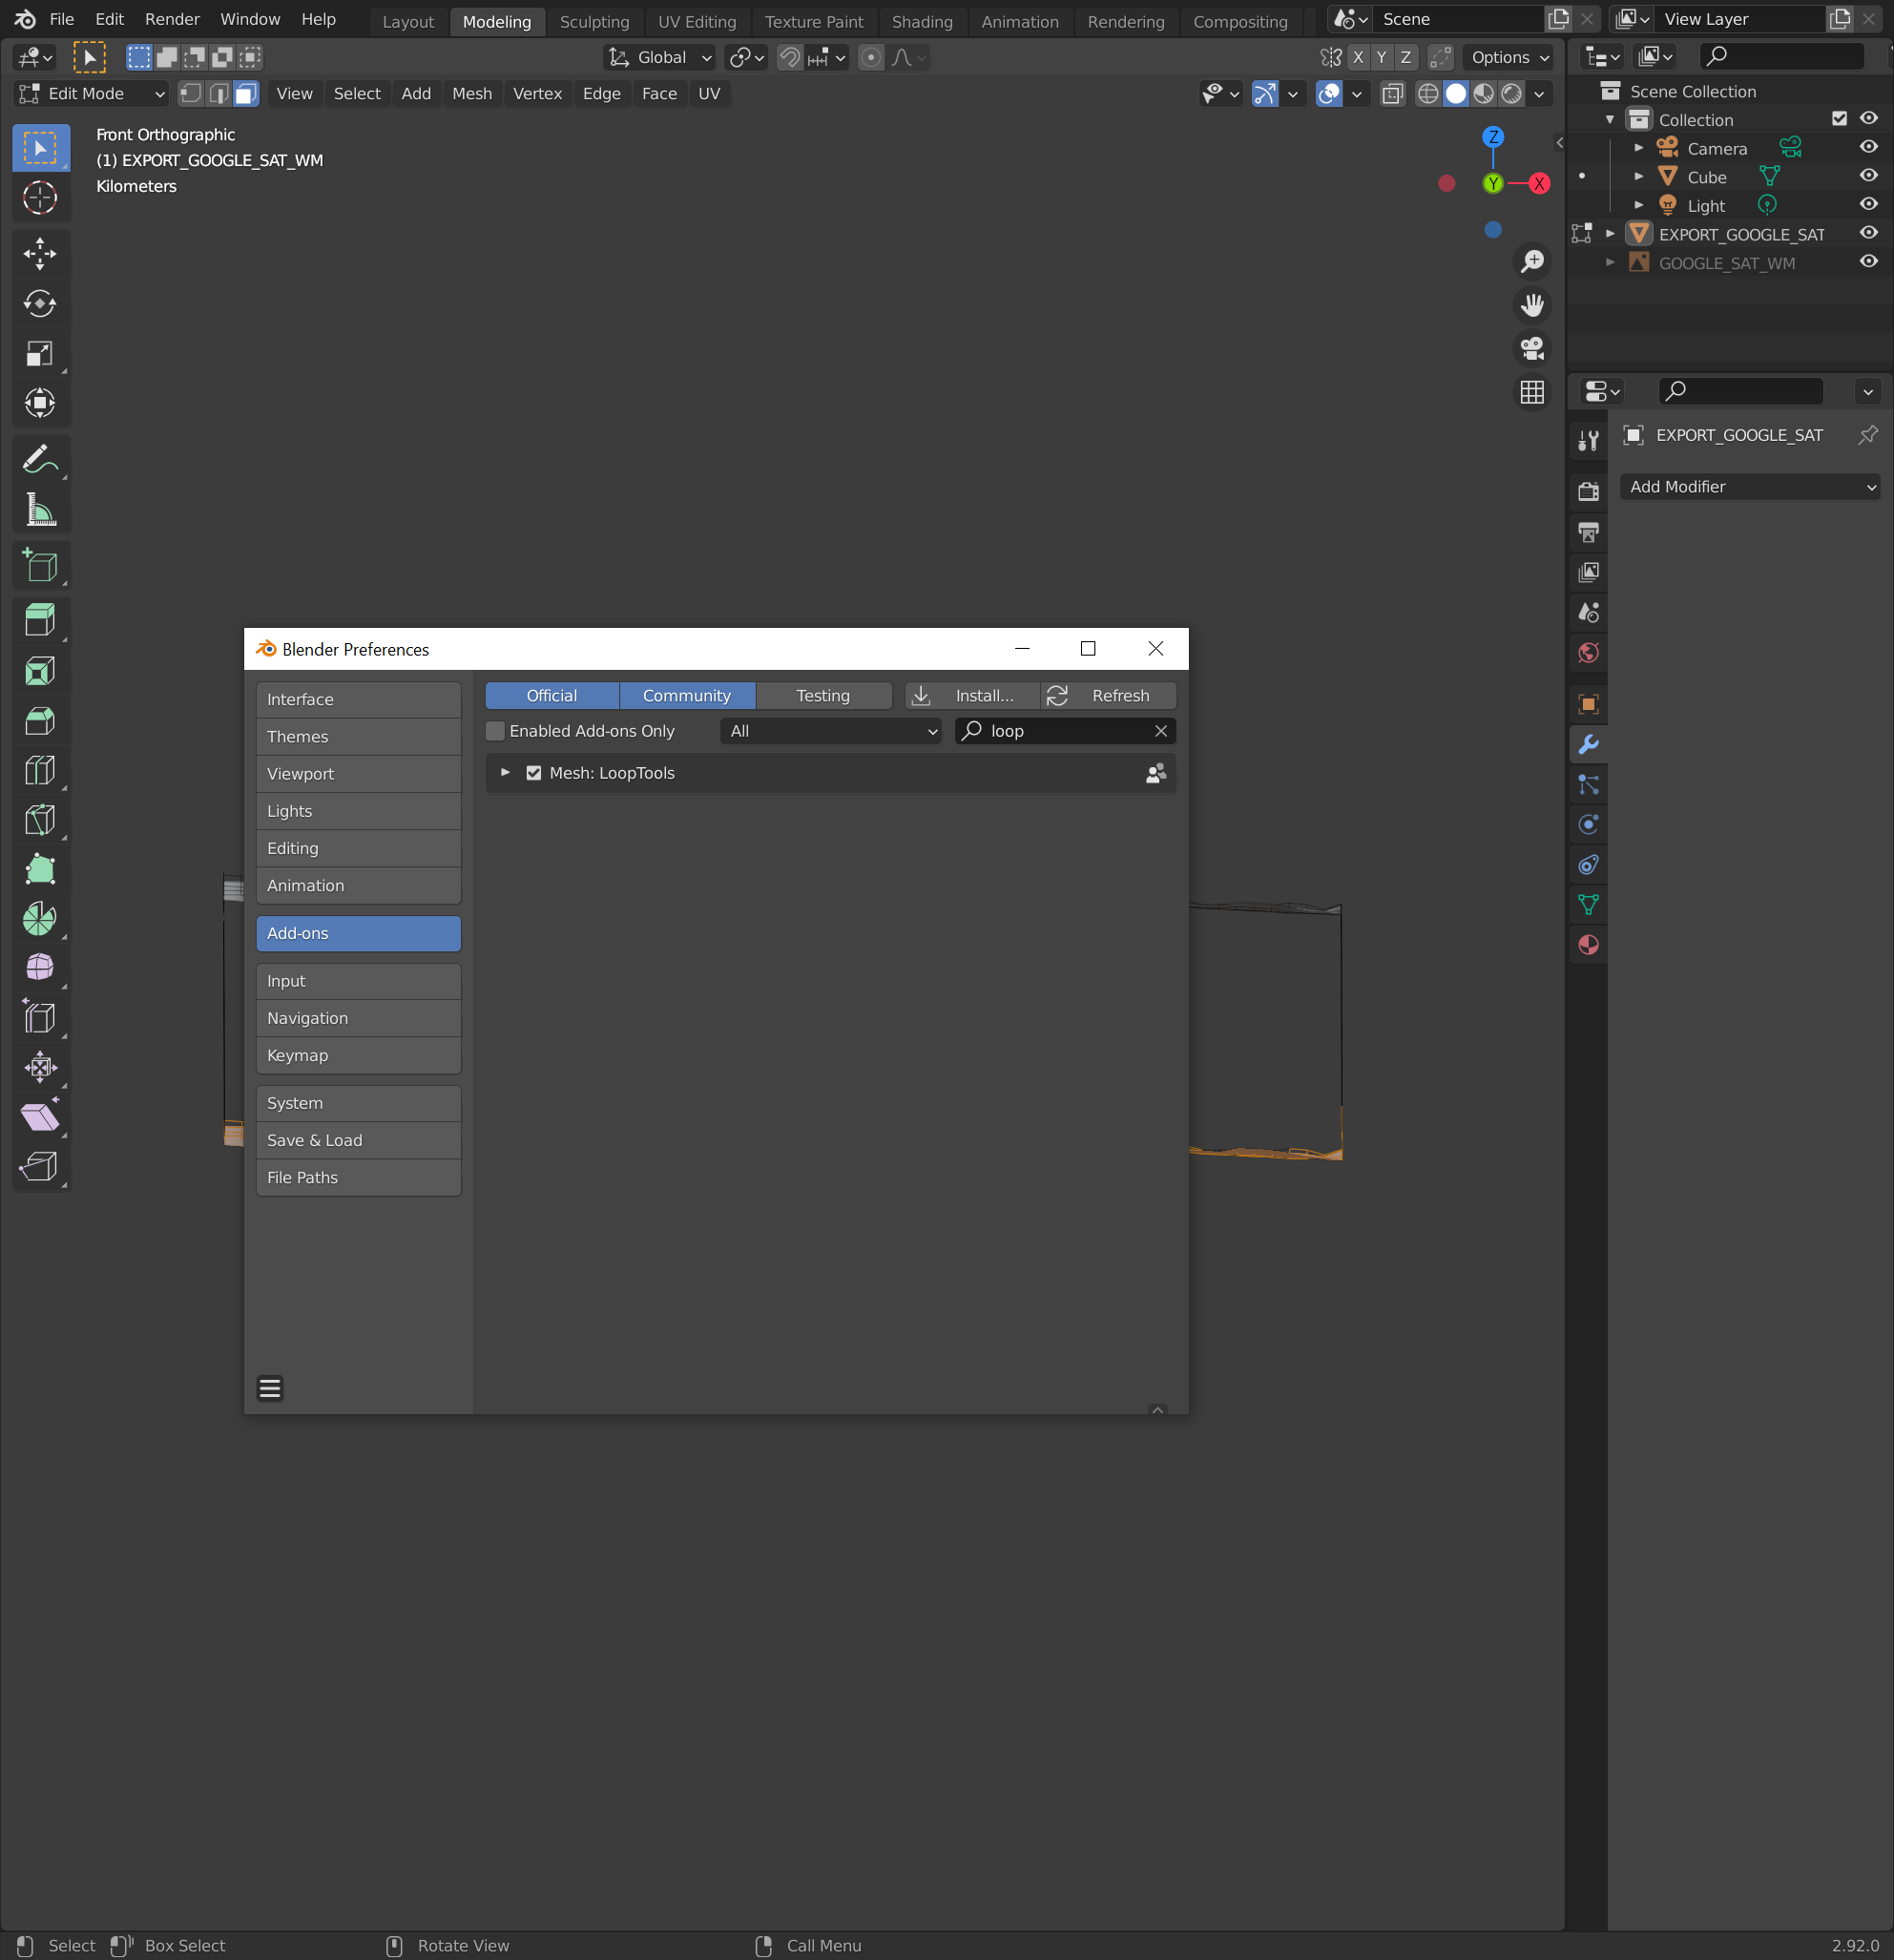 File Edit Render Window Help Layout Modeling Sculpting UV Editing Texture Paint Shading Animation Rendering Compositing Scene View Layer
Global X Y Z Options
Edit Mode View Select Add Mesh Vertex Edge Face UV
Front Orthographic
(1) EXPORT_GOOGLE_SAT_WM
Kilometers
Z
Y
X
Scene Collection
Collection
Camera
Cube
Light
EXPORT_GOOGLE_SAT
GOOGLE_SAT_WM
EXPORT_GOOGLE_SAT
Add Modifier
Blender Preferences
Interface
Themes
Viewport
Lights
Editing
Animation
Add-ons
Input
Navigation
Keymap
System
Save & Load
File Paths
Official Community Testing Install... Refresh
Enabled Add-ons Only All loop
Mesh: LoopTools
Select Box Select Rotate View Call Menu 2.92.0